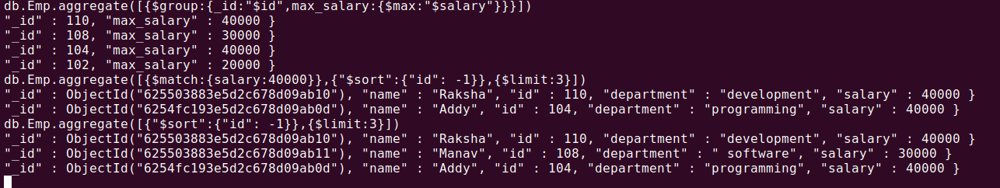 db.Emp.aggregate([{$group:{_id:"$id",max_salary:{$max:"$salary"}}}])
"_id" : 110, "max_salary" : 40000 }
"_id" : 108, "max_salary" : 30000 }
"_id" : 104, "max_salary" : 40000 }
"_id" : 102, "max_salary" : 20000 }
db.Emp.aggregate([{$match:{salary:40000}},{"$sort":{"id": -1}},{$limit:3}])
"_id" : ObjectId("625503883e5d2c678d09ab10"), "name" : "Raksha", "id" : 110, "department" : "development", "salary" : 40000 }
"_id" : ObjectId("6254fc193e5d2c678d09ab0d"), "name" : "Addy", "id" : 104, "department" : "programming", "salary" : 40000 }
db.Emp.aggregate([{"$sort":{"id": -1}},{$limit:3}])
"_id" : ObjectId("625503883e5d2c678d09ab10"), "name" : "Raksha", "id" : 110, "department" : "development", "salary" : 40000 }
"_id" : ObjectId("625503883e5d2c678d09ab11"), "name" : "Manav", "id" : 108, "department" : " software", "salary" : 30000 }
"_id" : ObjectId("6254fc193e5d2c678d09ab0d"), "name" : "Addy", "id" : 104, "department" : "programming", "salary" : 40000 }